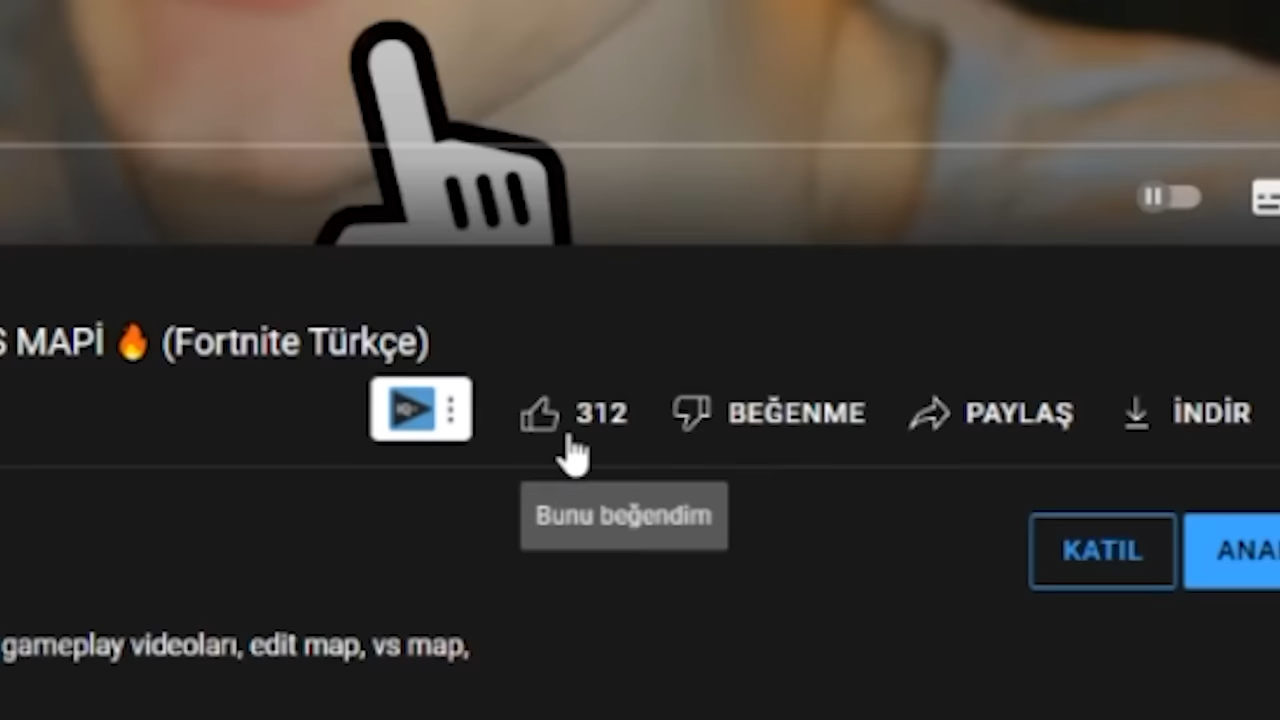 MAPİ 🔥 (Fortnite Türkçe)
312 BEĞENME PAYLAŞ İNDİR
Bunu beğendim
KATIL
gameplay videoları, edit map, vs map,